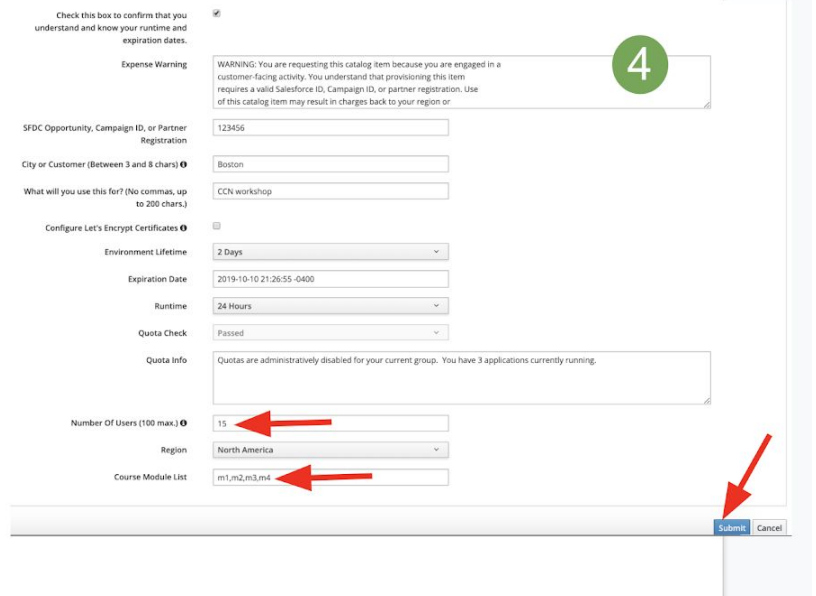 Check this box to confirm that you
understand and know your runtime and
expiration dates.
Expense Warning
WARNING: You are requesting this catalog item because you are engaged in a
customer-facing activity. You understand that provisioning this item
requires a valid Salesforce ID, Campaign ID, or partner registration. Use
of this catalog item may result in charges back to your region or
4
SFDC Opportunity, Campaign ID, or Partner
Registration
123456
City or Customer (Between 3 and 8 chars)
Boston
What will you use this for? (No commas, up
to 200 chars.)
CCN workshop
Configure Let's Encrypt Certificates
Environment Lifetime
2 Days
Expiration Date
2019-10-10 21:26:55 -0400
Runtime
24 Hours
Quota Check
Passed
Quota Info
Quotas are administratively disabled for your current group. You have 3 applications currently running.
Number Of Users (100 max.)
15
Region
North America
Course Module List
m1,m2,m3,m4
Submit
Cancel